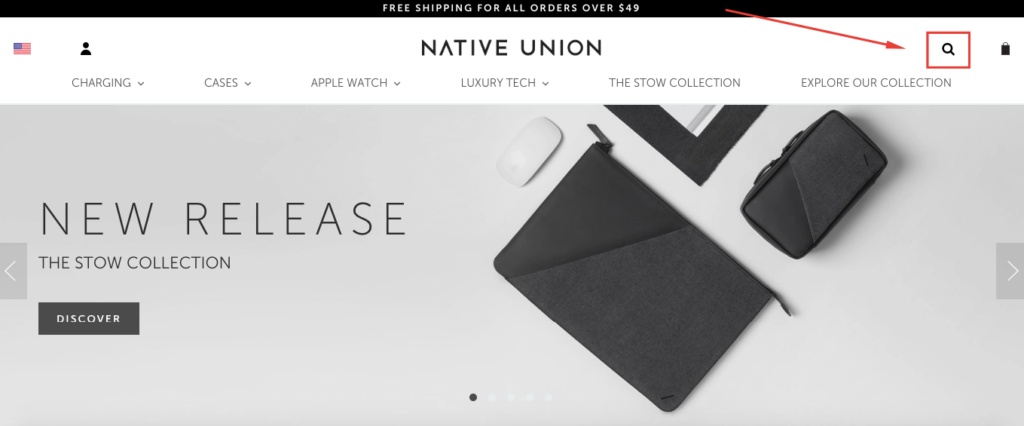 FREE SHIPPING FOR ALL ORDERS OVER $49
NATIVE UNION
CHARGING CASES APPLE WATCH LUXURY TECH THE STOW COLLECTION EXPLORE OUR COLLECTION
NEW RELEASE
THE STOW COLLECTION
DISCOVER